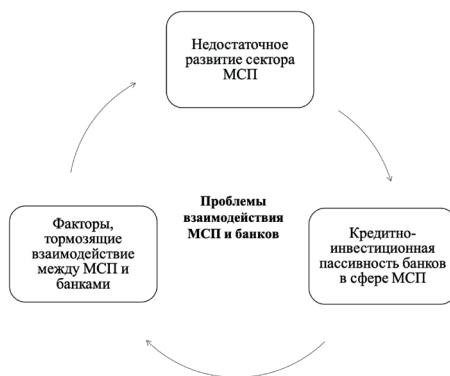 Недостаточное
развитие сектора
МСП
Проблемы
взаимодействия
МСП и банков
Факторы,
тормозящие
взаимодействие
между МСП и
банками
Кредитно-
инвестиционная
пассивность банков
в сфере МСП